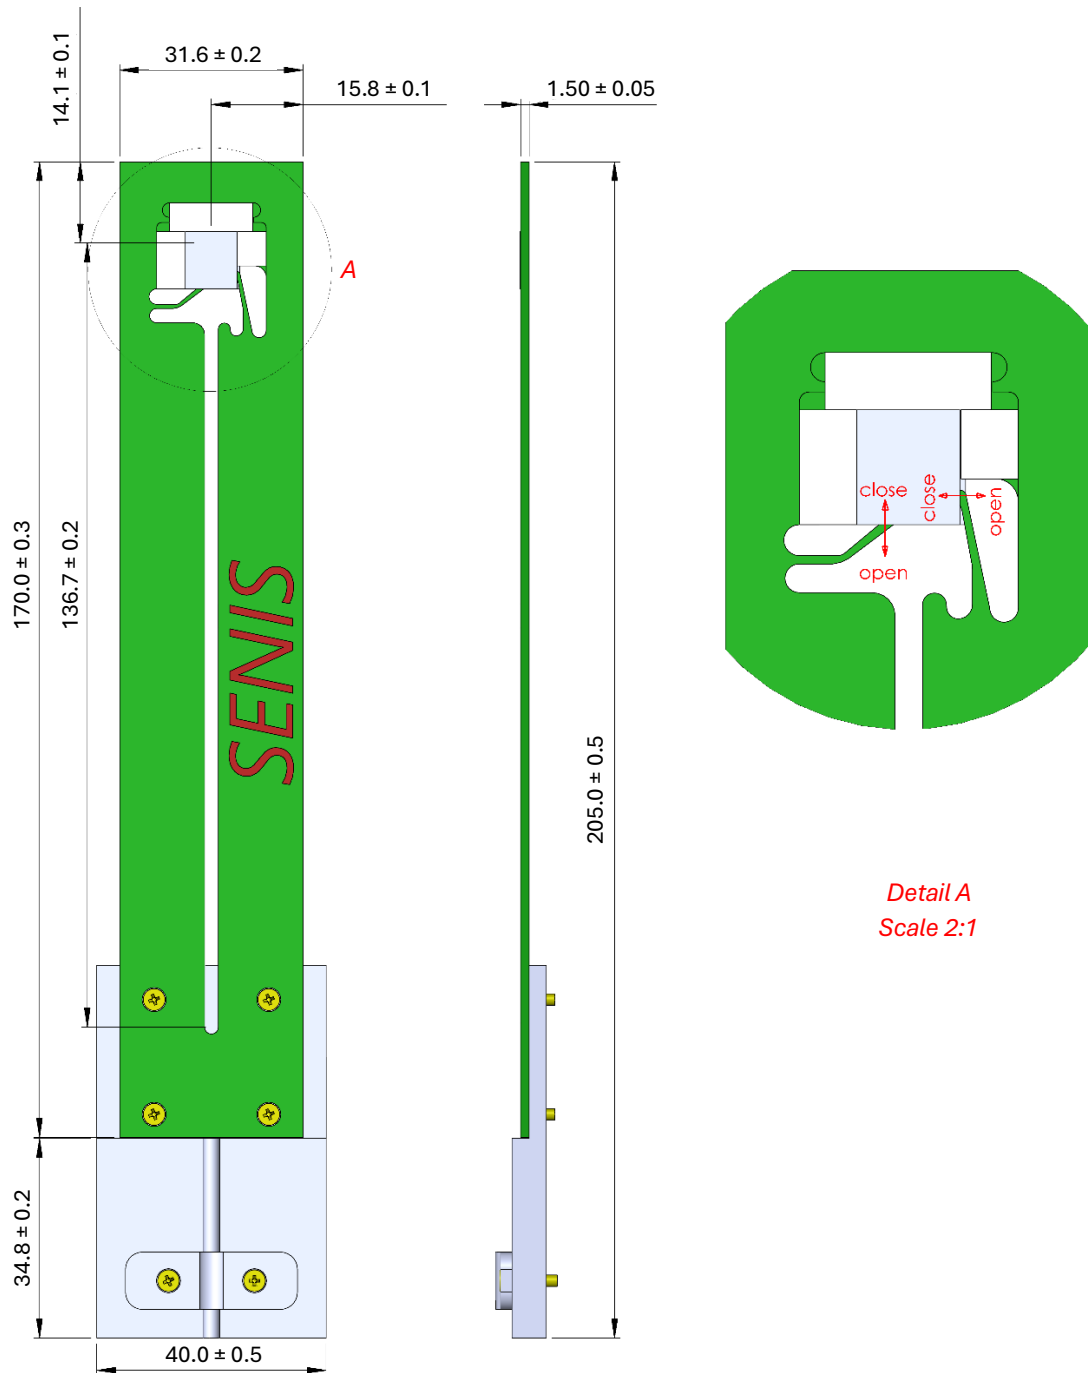 14.1 ± 0.1
31.6 ± 0.2
15.8 ± 0.1
1.50 ± 0.05
A
170.0 ± 0.3
136.7 ± 0.2
SENIS
205.0 ± 0.5
close
close
open
open
Detail A
Scale 2:1
34.8 ± 0.2
40.0 ± 0.5